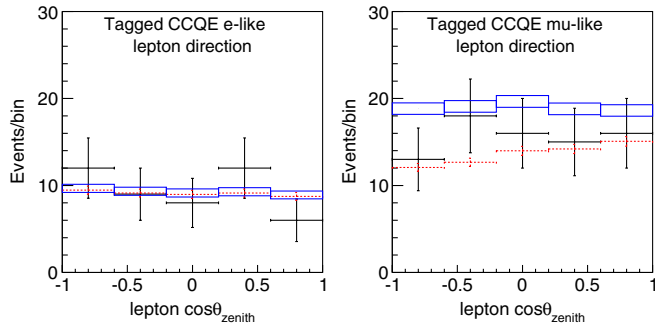 Tagged CCQE e-like
lepton direction
Events/bin
30
20
10
0
-1
-0.5
0
0.5
1
lepton cosθzenith
Tagged CCQE mu-like
lepton direction
Events/bin
30
20
10
0
-1
-0.5
0
0.5
1
lepton cosθzenith